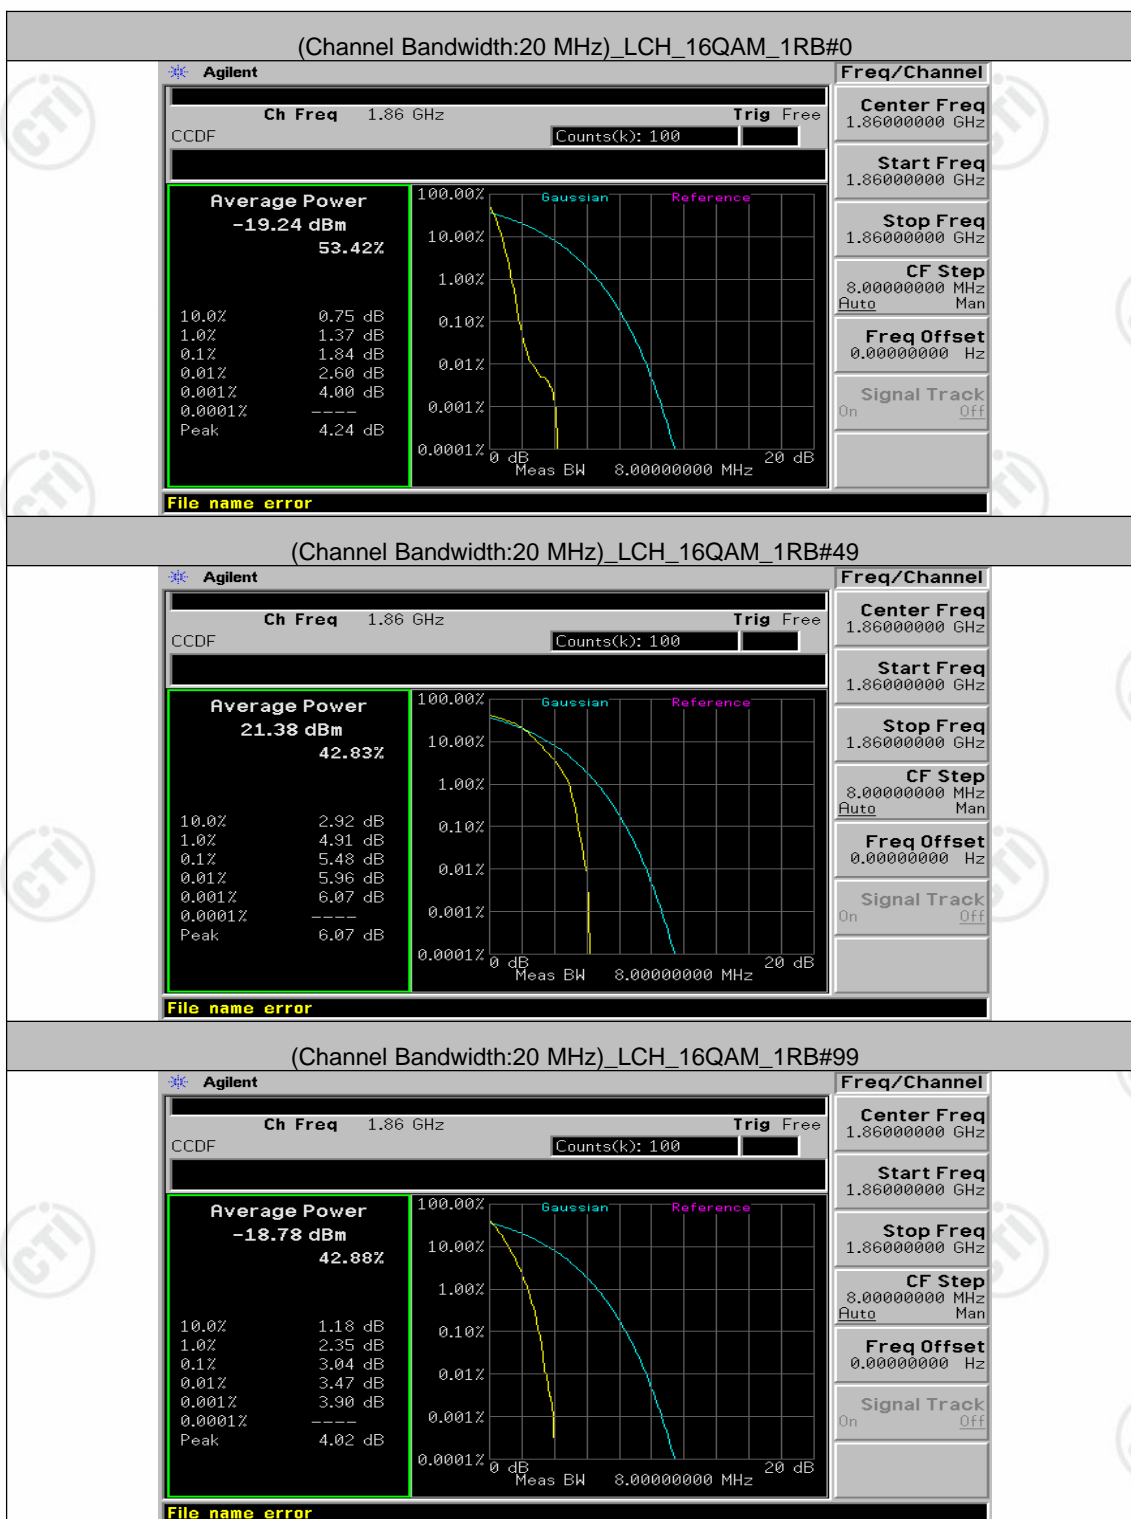 (Channel Bandwidth:20 MHz)_LCH_16QAM_1RB#0
Agilent
Freq/Channel
Ch Freq 1.86 GHz
Trig Free
CCDF
Counts(k): 100
Average Power
-19.24 dBm
53.42%
10.0% 0.75 dB
1.0% 1.37 dB
0.1% 1.84 dB
0.01% 2.60 dB
0.001% 4.00 dB
0.0001% ----
Peak 4.24 dB
100.00%
10.00%
1.00%
0.10%
0.01%
0.001%
0.0001%
Gaussian
Reference
0 dB
20 dB
Meas BW 8.00000000 MHz
Center Freq
1.86000000 GHz
Start Freq
1.86000000 GHz
Stop Freq
1.86000000 GHz
CF Step
8.00000000 MHz
Auto Man
Freq Offset
0.00000000 Hz
Signal Track
On Off
File name error
(Channel Bandwidth:20 MHz)_LCH_16QAM_1RB#49
Agilent
Freq/Channel
Ch Freq 1.86 GHz
Trig Free
CCDF
Counts(k): 100
Average Power
21.38 dBm
42.83%
10.0% 2.92 dB
1.0% 4.91 dB
0.1% 5.48 dB
0.01% 5.96 dB
0.001% 6.07 dB
0.0001% ----
Peak 6.07 dB
100.00%
10.00%
1.00%
0.10%
0.01%
0.001%
0.0001%
Gaussian
Reference
0 dB
20 dB
Meas BW 8.00000000 MHz
Center Freq
1.86000000 GHz
Start Freq
1.86000000 GHz
Stop Freq
1.86000000 GHz
CF Step
8.00000000 MHz
Auto Man
Freq Offset
0.00000000 Hz
Signal Track
On Off
File name error
(Channel Bandwidth:20 MHz)_LCH_16QAM_1RB#99
Agilent
Freq/Channel
Ch Freq 1.86 GHz
Trig Free
CCDF
Counts(k): 100
Average Power
-18.78 dBm
42.88%
10.0% 1.18 dB
1.0% 2.35 dB
0.1% 3.04 dB
0.01% 3.47 dB
0.001% 3.90 dB
0.0001% ----
Peak 4.02 dB
100.00%
10.00%
1.00%
0.10%
0.01%
0.001%
0.0001%
Gaussian
Reference
0 dB
20 dB
Meas BW 8.00000000 MHz
Center Freq
1.86000000 GHz
Start Freq
1.86000000 GHz
Stop Freq
1.86000000 GHz
CF Step
8.00000000 MHz
Auto Man
Freq Offset
0.00000000 Hz
Signal Track
On Off
File name error
CTI
CTI
CTI
CTI